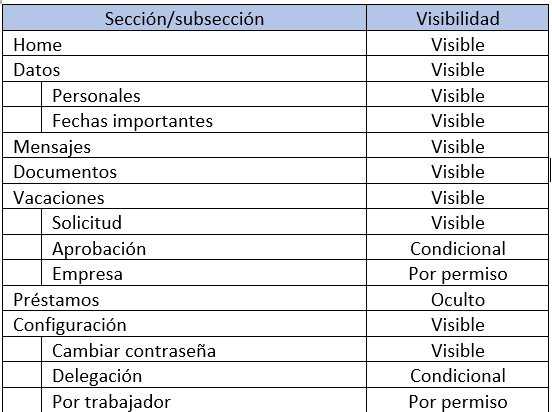 Sección/subsección Visibilidad
Home Visible
Datos Visible
Personales Visible
Fechas importantes Visible
Mensajes Visible
Documentos Visible
Vacaciones Visible
Solicitud Visible
Aprobación Condicional
Empresa Por permiso
Préstamos Oculto
Configuración Visible
Cambiar contraseña Visible
Delegación Condicional
Por trabajador Por permiso